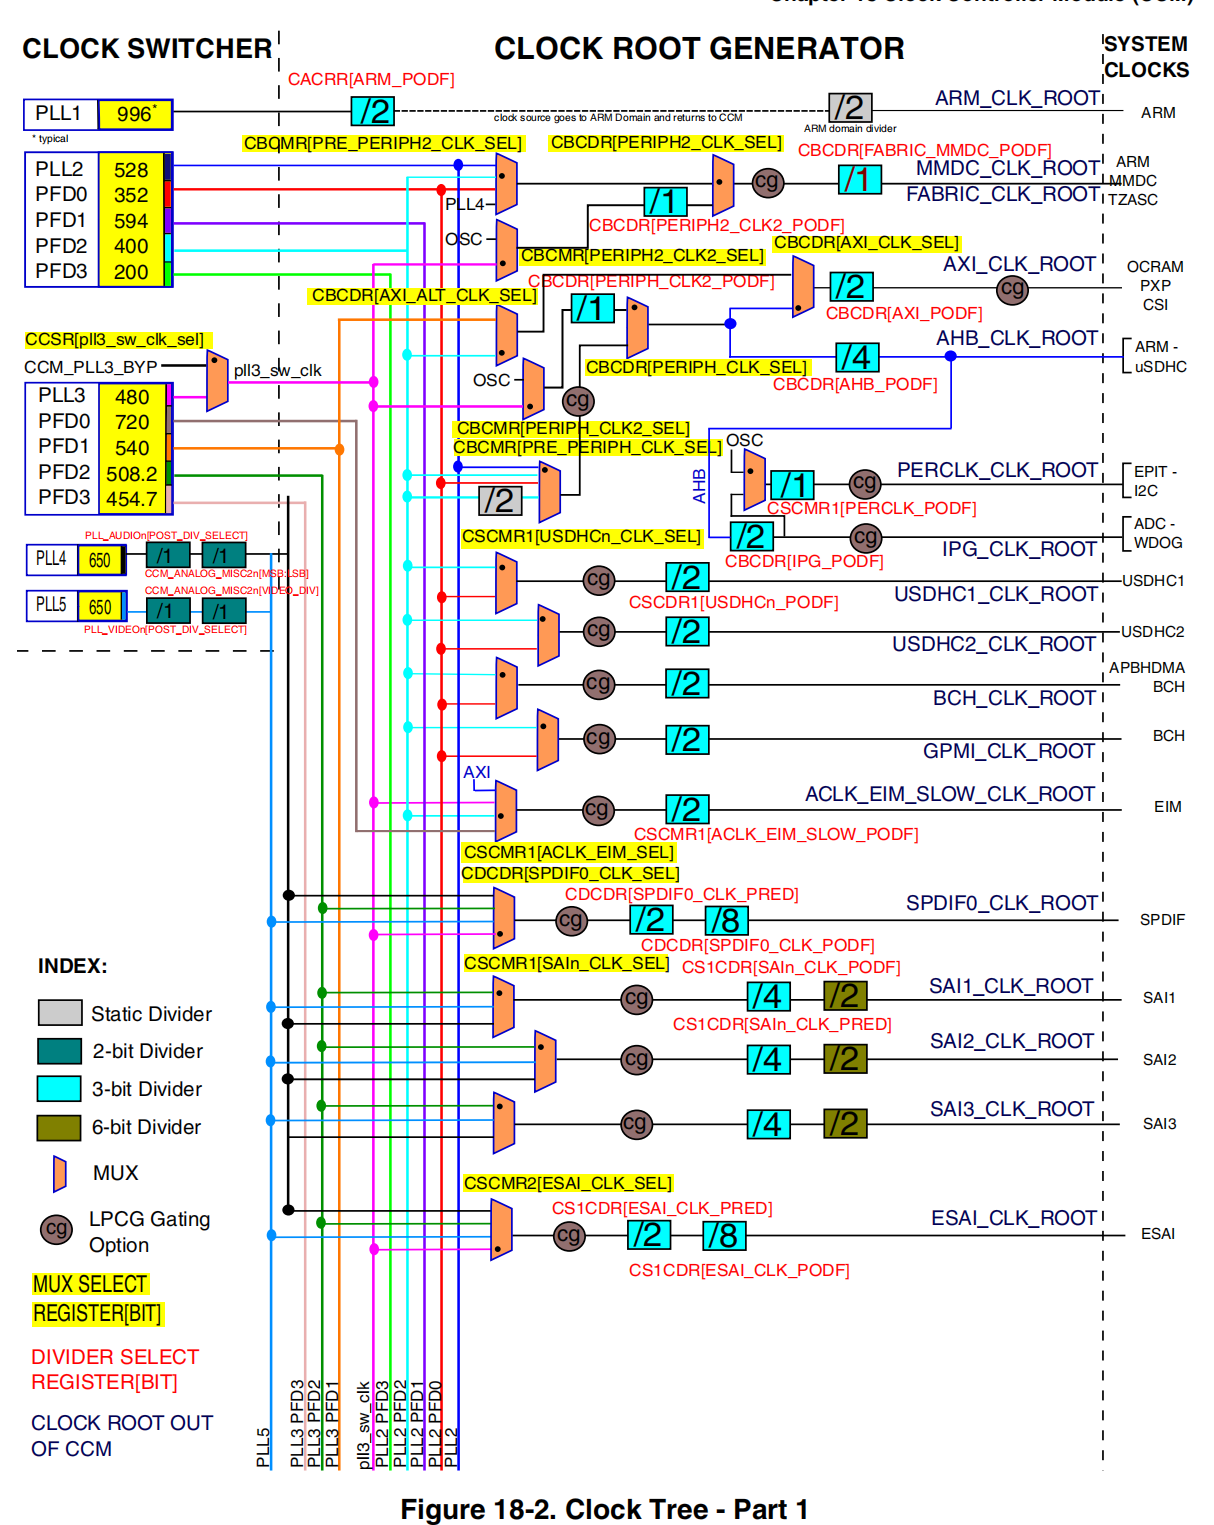 CLOCK SWITCHER
CLOCK ROOT GENERATOR
SYSTEM
CLOCKS
CACRR[ARM_PODF]
PLL1 996*
* typical
/2
clock source goes to ARM Domain and returns to CCM
/2
ARM domain divider
ARM_CLK_ROOT
ARM
CBCMR[PRE_PERIPH2_CLK_SEL]
CBCDR[PERIPH2_CLK_SEL]
CBCDR[FABRIC_MMDC_PODF]
PLL2 528
PFD0 352
PFD1 594
PFD2 400
PFD3 200
PLL4
OSC
cg
/1
/1
MMDC_CLK_ROOT
FABRIC_CLK_ROOT
ARM
MMDC
TZASC
CBCDR[PERIPH2_CLK2_PODF]
CBCMR[PERIPH2_CLK2_SEL]
CBCDR[AXI_CLK_SEL]
CBCDR[PERIPH_CLK2_PODF]
AXI_CLK_ROOT
OCRAM
PXP
CSI
/2
cg
CBCDR[AXI_ALT_CLK_SEL]
/1
CBCDR[AXI_PODF]
CCSR[pll3_sw_clk_sel]
CCM_PLL3_BYP
pll3_sw_clk
AHB_CLK_ROOT
ARM -
uSDHC
/4
CBCDR[PERIPH_CLK_SEL]
CBCDR[AHB_PODF]
OSC
cg
PLL3 480
PFD0 720
PFD1 540
PFD2 508.2
PFD3 454.7
CBCMR[PERIPH_CLK2_SEL]
CBCMR[PRE_PERIPH_CLK_SEL]
OSC
AHB
/2
/1
cg
PERCLK_CLK_ROOT
EPIT -
I2C
CSCMR1[PERCLK_PODF]
/2
cg
IPG_CLK_ROOT
ADC -
WDOG
CBCDR[IPG_PODF]
PLL_AUDIOn[POST_DIV_SELECT]
PLL4 650 /1 /1
CCM_ANALOG_MISC2n[MSB:LSB]
CCM_ANALOG_MISC2n[VIDEO_DIV]
PLL5 650 /1 /1
PLL_VIDEOn[POST_DIV_SELECT]
CSCMR1[USDHCn_CLK_SEL]
cg /2
USDHC1
USDHC1_CLK_ROOT
CSCDR1[USDHCn_PODF]
cg /2
USDHC2
USDHC2_CLK_ROOT
cg /2
APBHDMA
BCH
BCH_CLK_ROOT
cg /2
BCH
GPMI_CLK_ROOT
AXI
cg /2
ACLK_EIM_SLOW_CLK_ROOT
EIM
CSCMR1[ACLK_EIM_SLOW_PODF]
CSCMR1[ACLK_EIM_SEL]
CDCDR[SPDIF0_CLK_SEL]
CDCDR[SPDIF0_CLK_PRED]
cg /2 /8
SPDIF0_CLK_ROOT
SPDIF
CDCDR[SPDIF0_CLK_PODF]
CSCMR1[SAIn_CLK_SEL]
CS1CDR[SAIn_CLK_PODF]
cg /4 /2
SAI1_CLK_ROOT
SAI1
CS1CDR[SAIn_CLK_PRED]
cg /4 /2
SAI2_CLK_ROOT
SAI2
cg /4 /2
SAI3_CLK_ROOT
SAI3
CSCMR2[ESAI_CLK_SEL]
CS1CDR[ESAI_CLK_PRED]
cg /2 /8
ESAI_CLK_ROOT
ESAI
CS1CDR[ESAI_CLK_PODF]
INDEX:
Static Divider
2-bit Divider
3-bit Divider
6-bit Divider
MUX
cg
LPCG Gating
Option
MUX SELECT
REGISTER[BIT]
DIVIDER SELECT
REGISTER[BIT]
CLOCK ROOT OUT
OF CCM
PLL5
PLL3 PFD3
PLL3 PFD2
PLL3 PFD1
pll3_sw_clk
PLL2 PFD3
PLL2 PFD2
PLL2 PFD1
PLL2 PFD0
PLL2
Figure 18-2. Clock Tree - Part 1